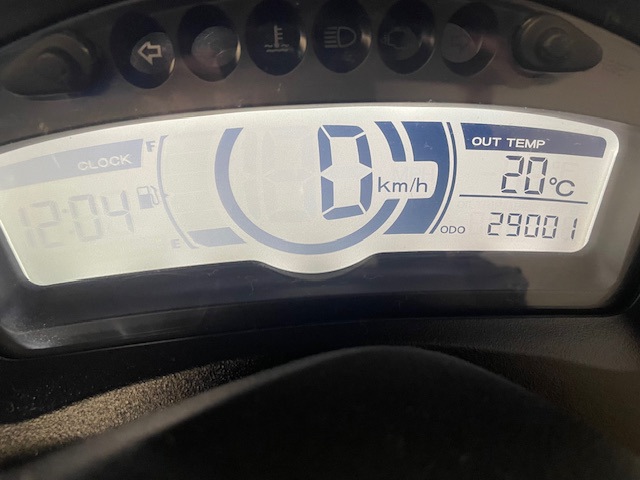 CLOCK
12:04
F
E
0 km/h
OUT TEMP
20°C
ODO 29001